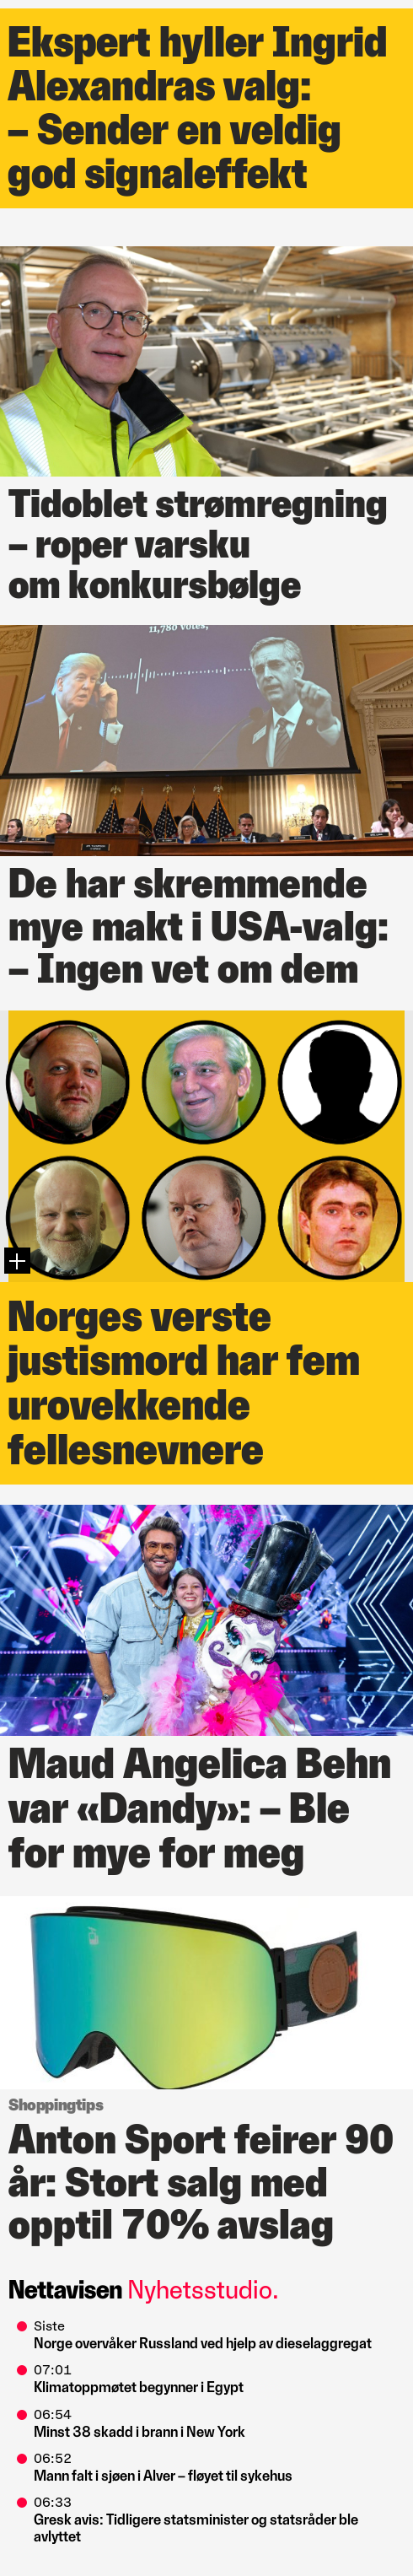 Ekspert hyller Ingrid
Alexandras valg:
– Sender en veldig
god signaleffekt
Tidoblet strømregning
– roper varsku
om konkursbølge
11,780 votes,
De har skremmende
mye makt i USA-valg:
– Ingen vet om dem
Norges verste
justismord har fem
urovekkende
fellesnevnere
Maud Angelica Behn
var «Dandy»: – Ble
for mye for meg
Shoppingtips
Anton Sport feirer 90
år: Stort salg med
opptil 70% avslag
Nettavisen Nyhetsstudio.
Siste
Norge overvåker Russland ved hjelp av dieselaggregat
07:01
Klimatoppmøtet begynner i Egypt
06:54
Minst 38 skadd i brann i New York
06:52
Mann falt i sjøen i Alver – fløyet til sykehus
06:33
Gresk avis: Tidligere statsminister og statsråder ble
avlyttet